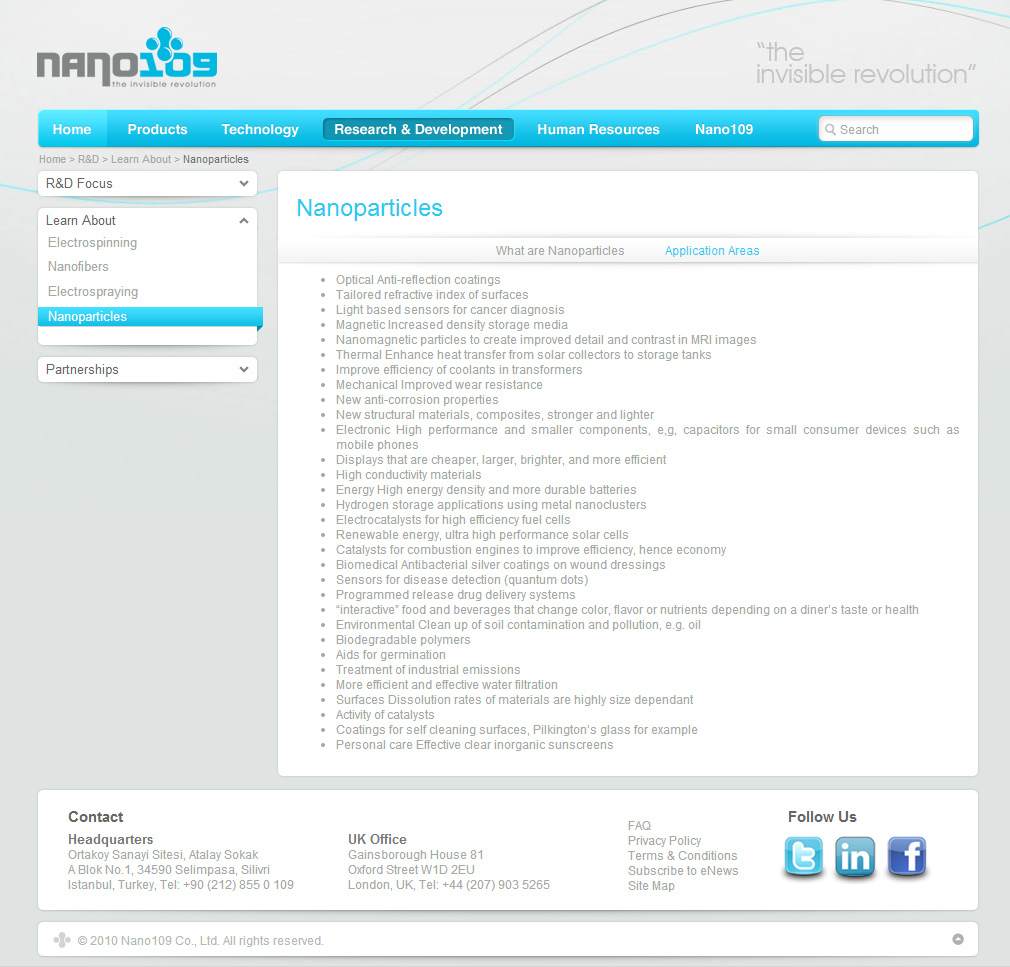 nano109
the invisible revolution
“the
invisible revolution“
Home Products Technology Research & Development Human Resources Nano109 Search
Home > R&D > Learn About > Nanoparticles
R&D Focus
Learn About
Electrospinning
Nanofibers
Electrospraying
Nanoparticles
Partnerships
Nanoparticles
What are Nanoparticles Application Areas
• Optical Anti-reflection coatings
• Tailored refractive index of surfaces
• Light based sensors for cancer diagnosis
• Magnetic Increased density storage media
• Nanomagnetic particles to create improved detail and contrast in MRI images
• Thermal Enhance heat transfer from solar collectors to storage tanks
• Improve efficiency of coolants in transformers
• Mechanical Improved wear resistance
• New anti-corrosion properties
• New structural materials, composites, stronger and lighter
• Electronic High performance and smaller components, e,g, capacitors for small consumer devices such as
mobile phones
• Displays that are cheaper, larger, brighter, and more efficient
• High conductivity materials
• Energy High energy density and more durable batteries
• Hydrogen storage applications using metal nanoclusters
• Electrocatalysts for high efficiency fuel cells
• Renewable energy, ultra high performance solar cells
• Catalysts for combustion engines to improve efficiency, hence economy
• Biomedical Antibacterial silver coatings on wound dressings
• Sensors for disease detection (quantum dots)
• Programmed release drug delivery systems
• “interactive” food and beverages that change color, flavor or nutrients depending on a diner’s taste or health
• Environmental Clean up of soil contamination and pollution, e.g. oil
• Biodegradable polymers
• Aids for germination
• Treatment of industrial emissions
• More efficient and effective water filtration
• Surfaces Dissolution rates of materials are highly size dependant
• Activity of catalysts
• Coatings for self cleaning surfaces, Pilkington’s glass for example
• Personal care Effective clear inorganic sunscreens
Contact
Headquarters
Ortakoy Sanayi Sitesi, Atalay Sokak
A Blok No.1, 34590 Selimpasa, Silivri
Istanbul, Turkey, Tel: +90 (212) 855 0 109
UK Office
Gainsborough House 81
Oxford Street W1D 2EU
London, UK, Tel: +44 (207) 903 5265
FAQ
Privacy Policy
Terms & Conditions
Subscribe to eNews
Site Map
Follow Us
t in f
© 2010 Nano109 Co., Ltd. All rights reserved.